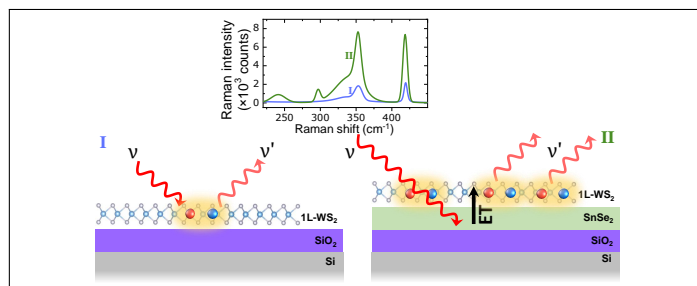 Raman intensity
(×10³ counts)
8
6
4
2
0
II
I
250 300 350 400
Raman shift (cm⁻¹)
I
ν
ν'
1L-WS₂
SiO₂
Si
ν
ν'
II
1L-WS₂
ET
SnSe₂
SiO₂
Si